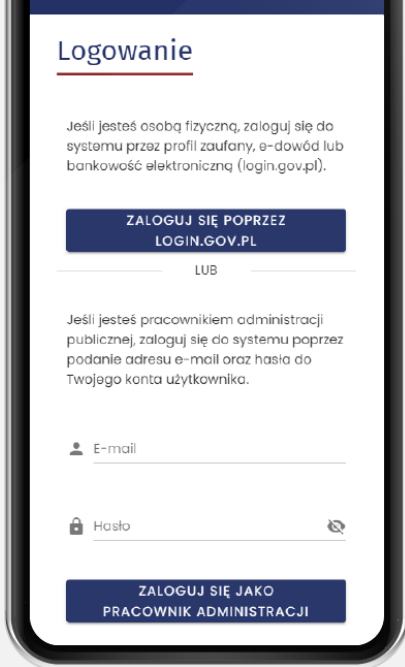 Logowanie
Jeśli jesteś osobą fizyczną, zaloguj się do
systemu przez profil zaufany, e-dowód lub
bankowość elektroniczną (login.gov.pl).
ZALOGUJ SIĘ POPRZEZ
LOGIN.GOV.PL
LUB
Jeśli jesteś pracownikiem administracji
publicznej, zaloguj się do systemu poprzez
podanie adresu e-mail oraz hasła do
Twojego konta użytkownika.
E-mail
Hasło
ZALOGUJ SIĘ JAKO
PRACOWNIK ADMINISTRACJI